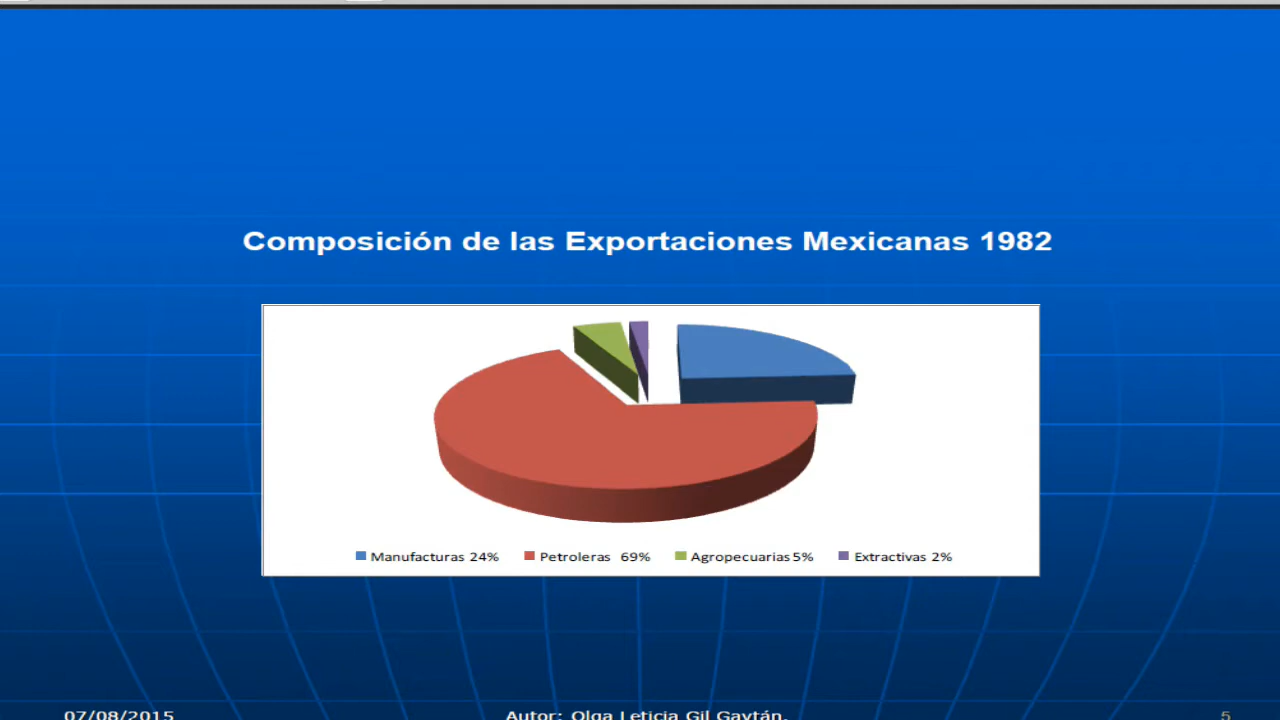 Composición de las Exportaciones Mexicanas 1982
Manufacturas 24% Petroleras 69% Agropecuarias 5% Extractivas 2%
07/08/2015 Autor: Olga Leticia Gil Gaytán. 5